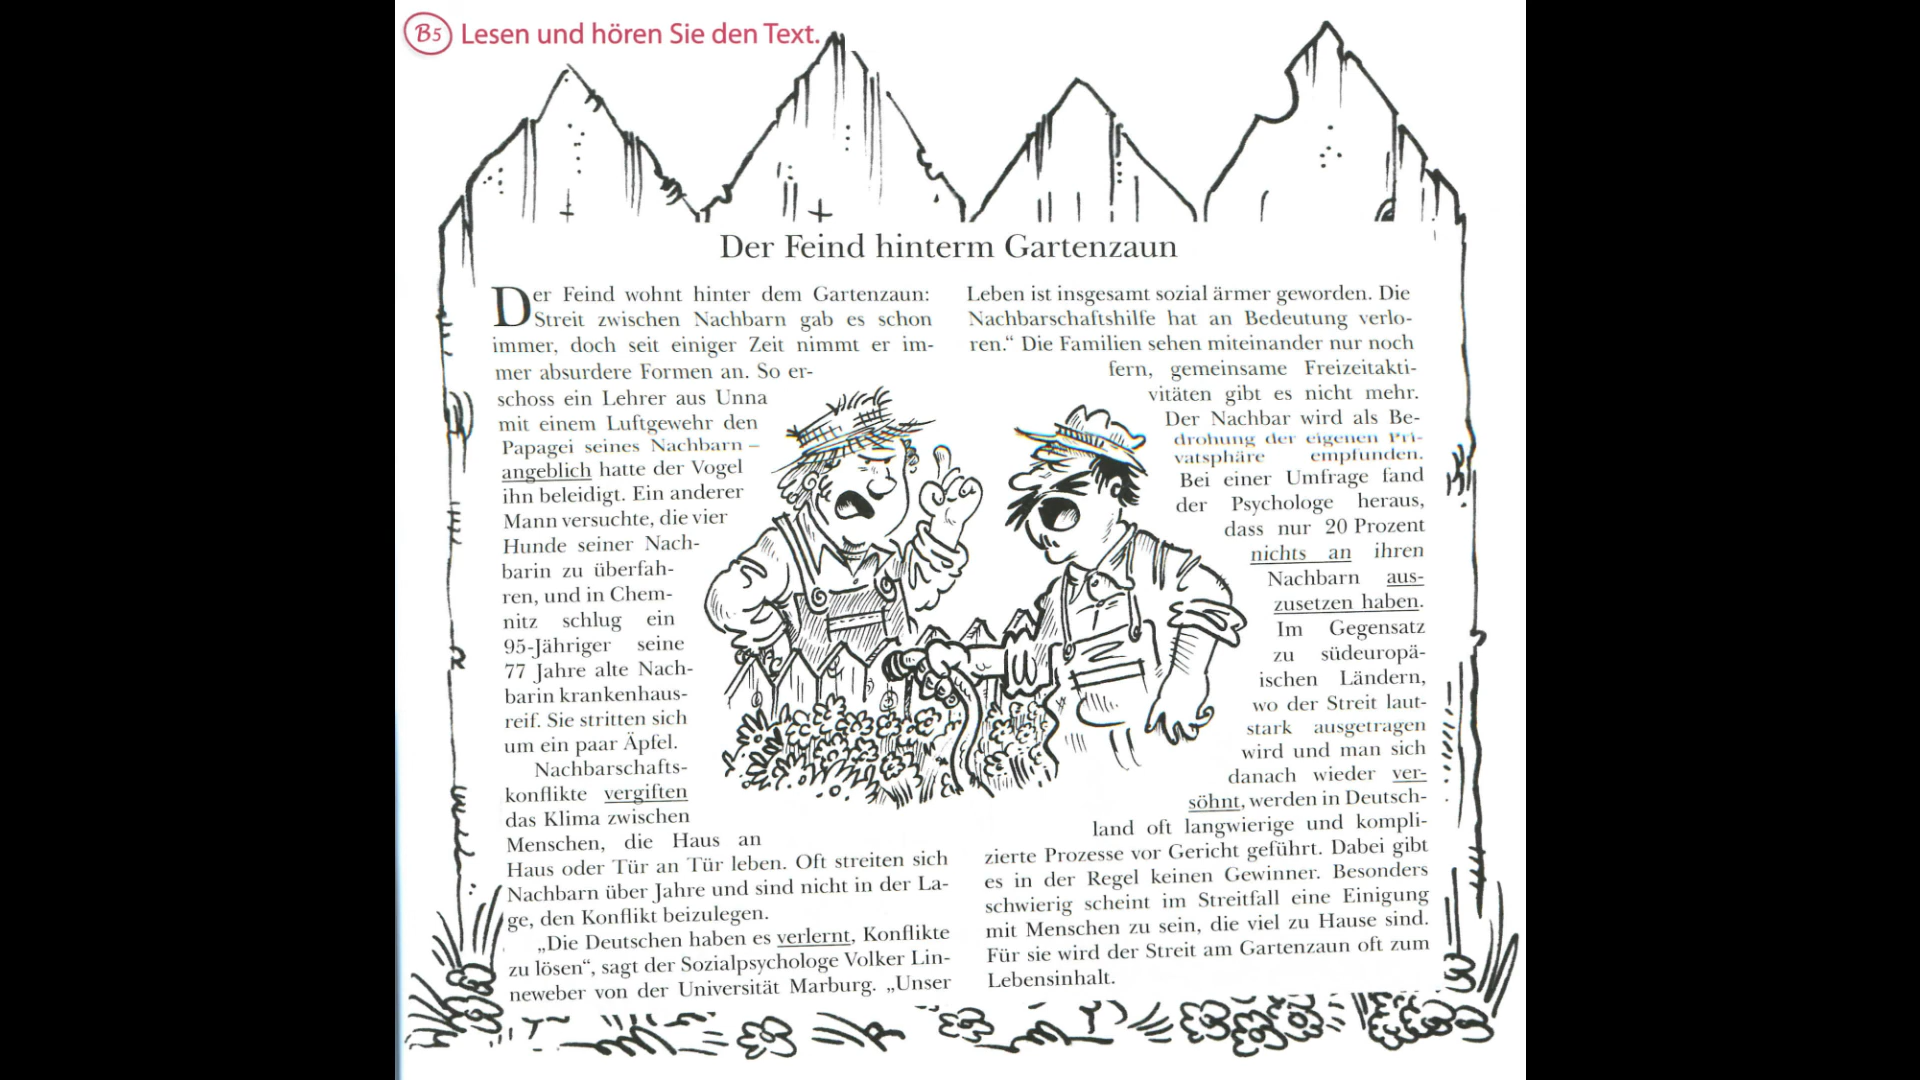 B5 Lesen und hören Sie den Text.
Der Feind hinterm Gartenzaun
Der Feind wohnt hinter dem Gartenzaun:
Streit zwischen Nachbarn gab es schon
immer, doch seit einiger Zeit nimmt er im-
mer absurdere Formen an. So er-
schoss ein Lehrer aus Unna
mit einem Luftgewehr den
Papagei seines Nachbarn –
angeblich hatte der Vogel
ihn beleidigt. Ein anderer
Mann versuchte, die vier
Hunde seiner Nach-
barin zu überfah-
ren, und in Chem-
nitz schlug ein
95-Jähriger seine
77 Jahre alte Nach-
barin krankenhaus-
reif. Sie stritten sich
um ein paar Äpfel.
Nachbarschafts-
konflikte vergiften
das Klima zwischen
Menschen, die Haus an
Haus oder Tür an Tür leben. Oft streiten sich
Nachbarn über Jahre und sind nicht in der La-
ge, den Konflikt beizulegen.
„Die Deutschen haben es verlernt, Konflikte
zu lösen“, sagt der Sozialpsychologe Volker Lin-
neweber von der Universität Marburg. „Unser
Leben ist insgesamt sozial ärmer geworden. Die
Nachbarschaftshilfe hat an Bedeutung verlo-
ren.“ Die Familien sehen miteinander nur noch
fern, gemeinsame Freizeitakti-
vitäten gibt es nicht mehr.
Der Nachbar wird als Be-
drohung der eigenen Pri-
vatsphäre empfunden.
Bei einer Umfrage fand
der Psychologe heraus,
dass nur 20 Prozent
nichts an ihren
Nachbarn aus-
zusetzen haben.
Im Gegensatz
zu südeuropä-
ischen Ländern,
wo der Streit laut-
stark ausgetragen
wird und man sich
danach wieder ver-
söhnt, werden in Deutsch-
land oft langwierige und kompli-
zierte Prozesse vor Gericht geführt. Dabei gibt
es in der Regel keinen Gewinner. Besonders
schwierig scheint im Streitfall eine Einigung
mit Menschen zu sein, die viel zu Hause sind.
Für sie wird der Streit am Gartenzaun oft zum
Lebensinhalt.